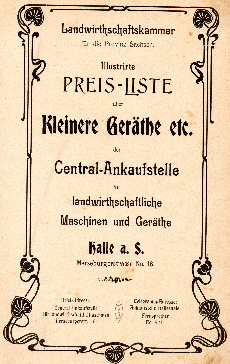 Landwirthschaftskammer
für die Provinz Sachsen.
Illustrirte
PREIS-LISTE
über
Kleinere Geräthe etc.
der
Central-Ankaufstelle
für
landwirthschaftliche
Maschinen und Geräthe
Halle a. S.
Merseburgerstrasse No. 16.